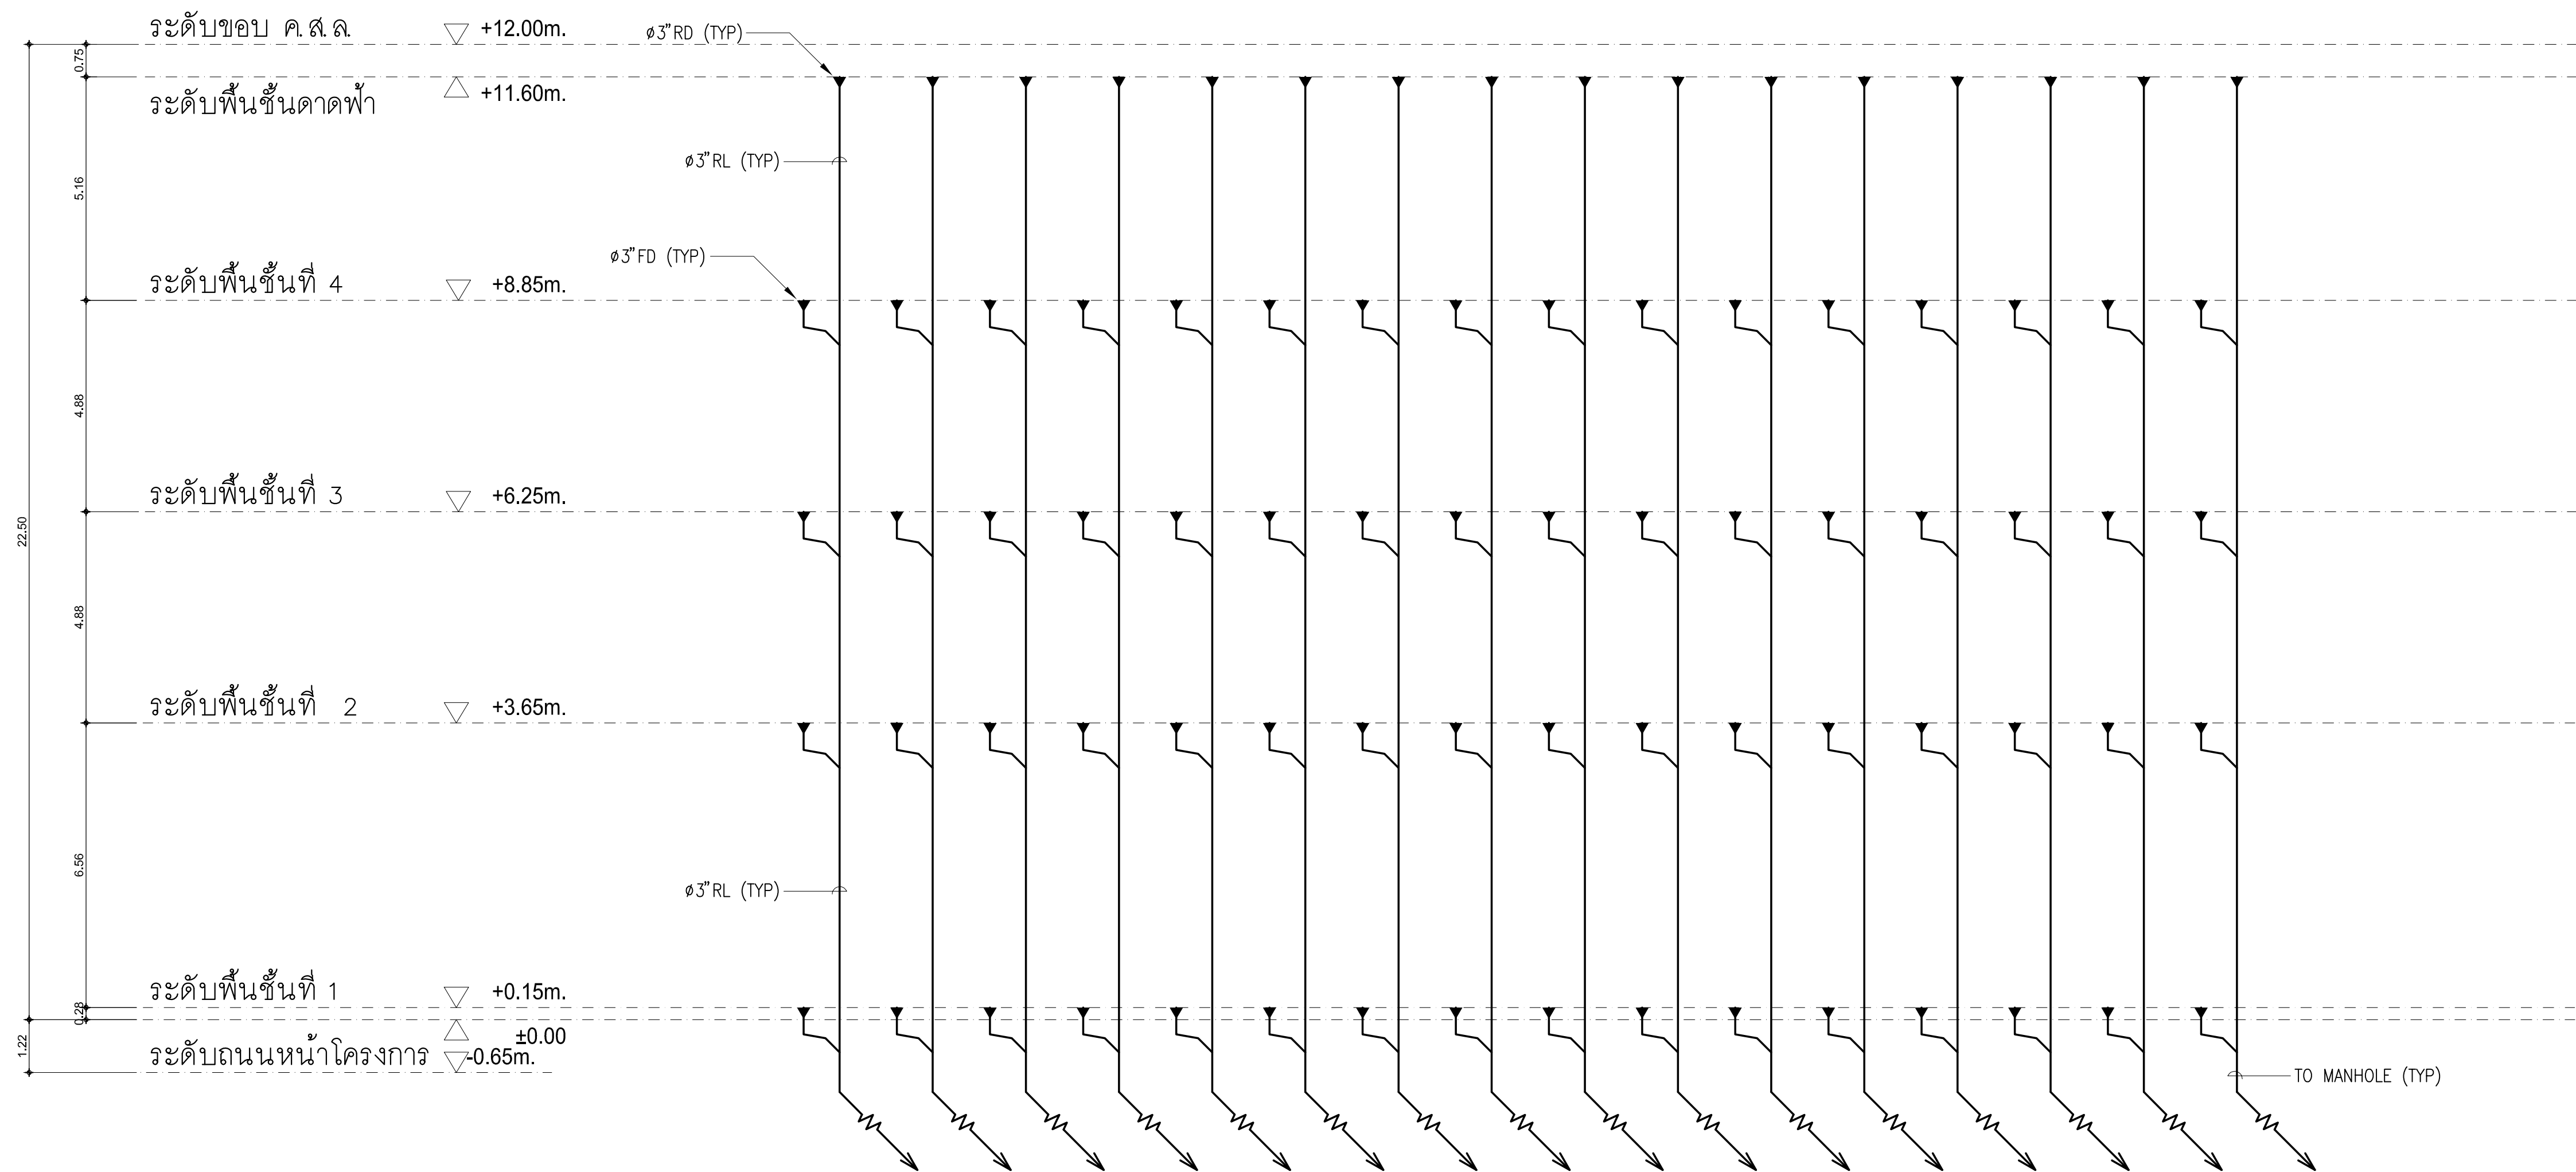 ระดับขอบ ค.ส.ล. +12.00m.
ø3"RD (TYP)
0.75
ระดับพื้นชั้นดาดฟ้า +11.60m.
ø3"RL (TYP)
5.16
ø3"FD (TYP)
ระดับพื้นชั้นที่ 4 +8.85m.
4.88
ระดับพื้นชั้นที่ 3 +6.25m.
22.50
4.88
ระดับพื้นชั้นที่ 2 +3.65m.
6.56
ø3"RL (TYP)
ระดับพื้นชั้นที่ 1 +0.15m.
0.28
±0.00
1.22
ระดับถนนหน้าโครงการ -0.65m.
TO MANHOLE (TYP)